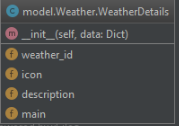 C model.Weather.WeatherDetails
m __init__(self, data: Dict)
f weather_id
f icon
f description
f main